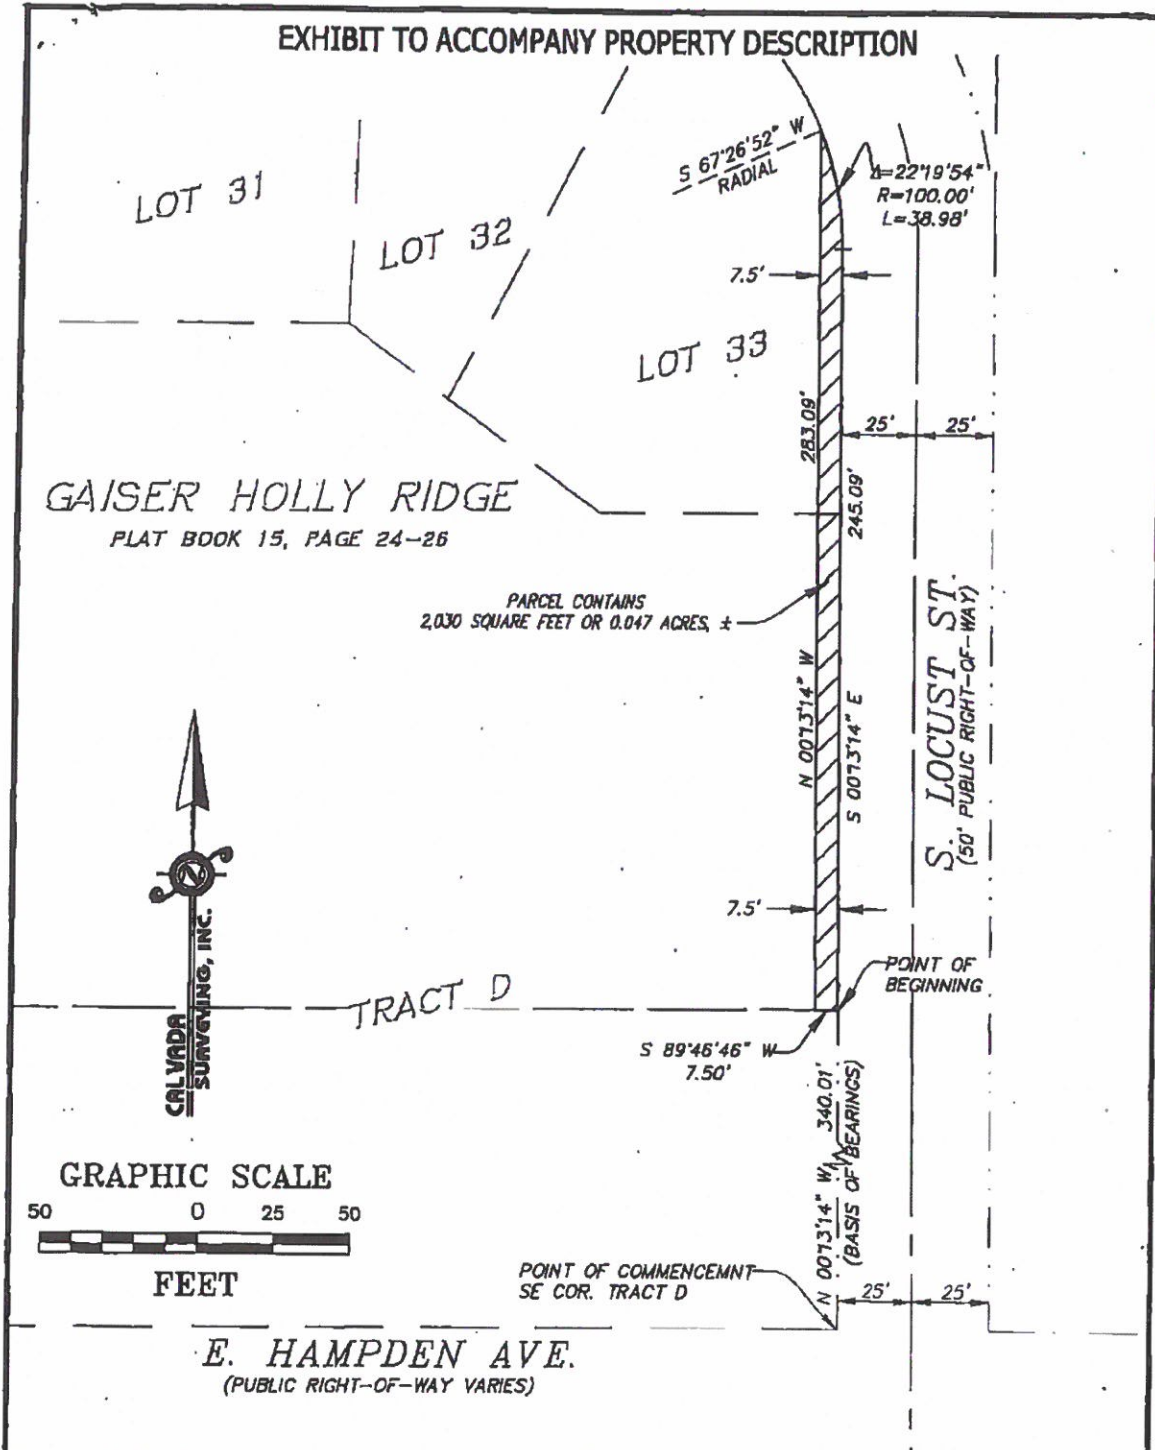 EXHIBIT TO ACCOMPANY PROPERTY DESCRIPTION
S 67°26'52" W
RADIAL
Δ=22°19'54"
R=100.00'
L=38.98'
LOT 31
LOT 32
7.5'
LOT 33
283.09'
25'
25'
245.09'
GAISER HOLLY RIDGE
PLAT BOOK 15, PAGE 24-26
PARCEL CONTAINS
2,030 SQUARE FEET OR 0.047 ACRES, ±
N 00°13'14" W
S 00°13'14" E
S. LOCUST ST.
(50' PUBLIC RIGHT-OF-WAY)
7.5'
POINT OF
BEGINNING
TRACT D
S 89°46'46" W
7.50'
CALVADA
SURVEYING, INC.
N 00°13'14" W 340.01'
(BASIS OF BEARINGS)
GRAPHIC SCALE
50 0 25 50
FEET
POINT OF COMMENCEMNT
SE COR. TRACT D
25'
25'
E. HAMPDEN AVE.
(PUBLIC RIGHT-OF-WAY VARIES)